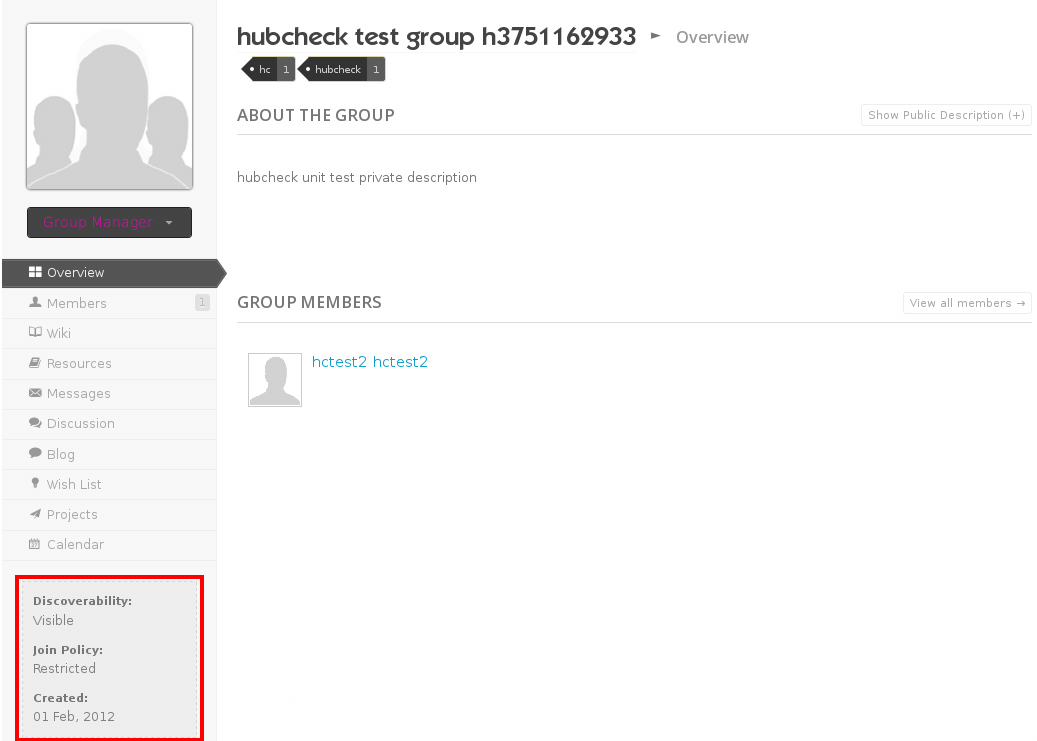 hubcheck test group h3751162933 ► Overview
hc 1 hubcheck 1
ABOUT THE GROUP Show Public Description (+)
hubcheck unit test private description
GROUP MEMBERS View all members →
hctest2 hctest2
Group Manager
Overview
Members 1
Wiki
Resources
Messages
Discussion
Blog
Wish List
Projects
Calendar
Discoverability:
Visible
Join Policy:
Restricted
Created:
01 Feb, 2012